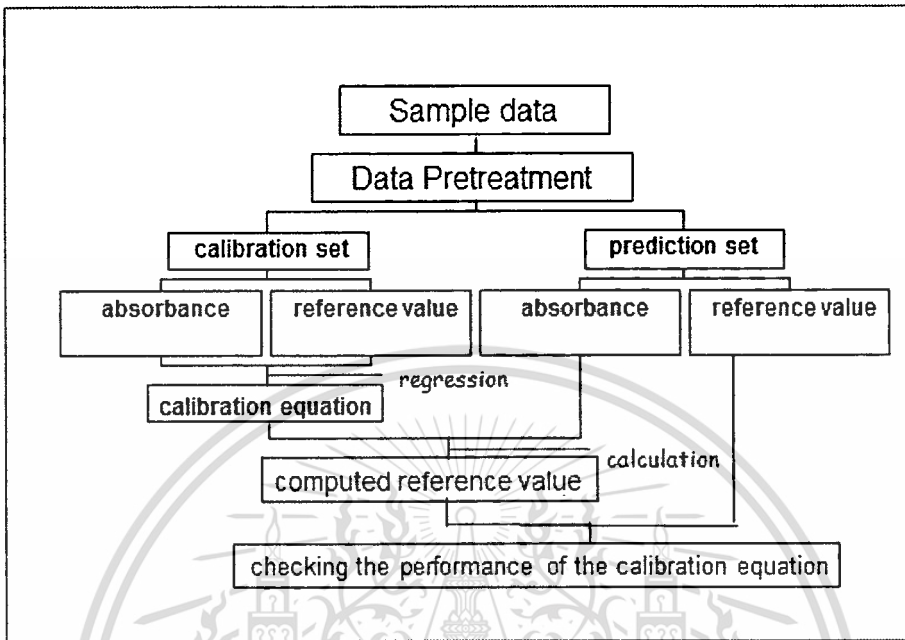 Sample data
Data Pretreatment
calibration set
prediction set
absorbance
reference value
absorbance
reference value
regression
calibration equation
calculation
computed reference value
checking the performance of the calibration equation